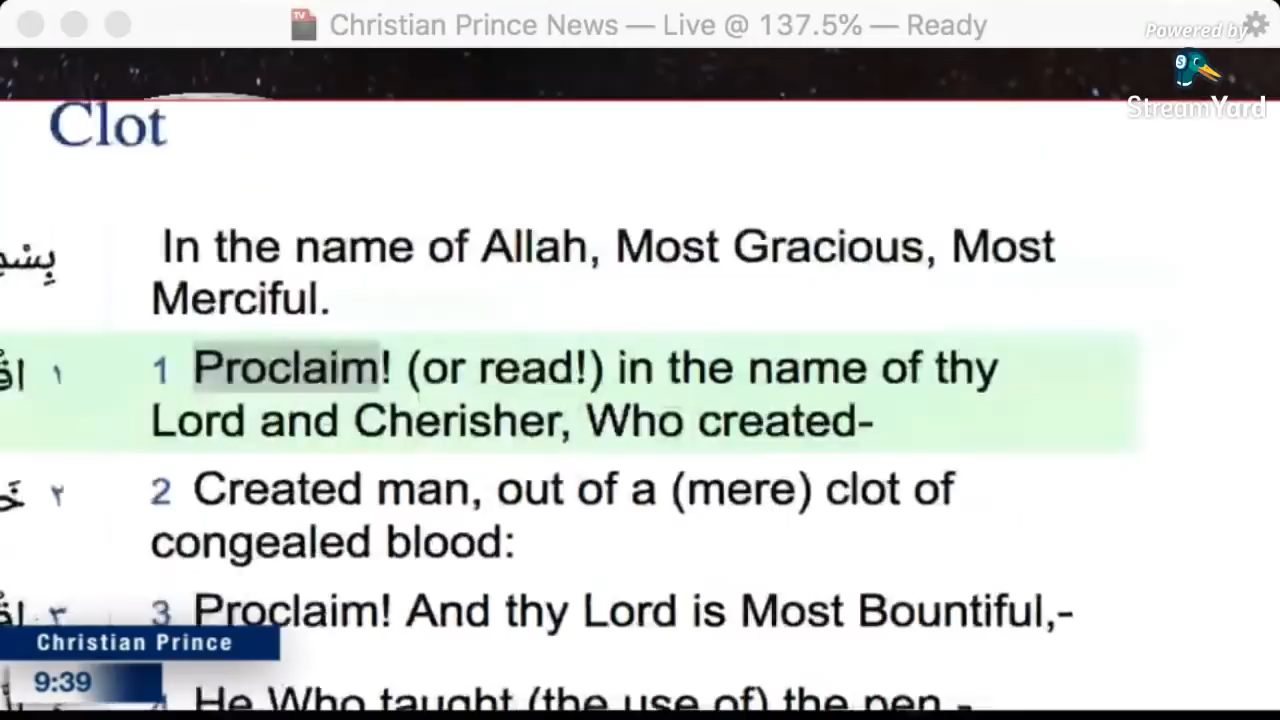 Christian Prince News — Live @ 137.5% — Ready
Powered by
StreamYard
Clot
In the name of Allah, Most Gracious, Most
Merciful.
١ 1 Proclaim! (or read!) in the name of thy
Lord and Cherisher, Who created-
٢ 2 Created man, out of a (mere) clot of
congealed blood:
٣ 3 Proclaim! And thy Lord is Most Bountiful,-
He Who taught (the use of) the pen,-
Christian Prince
9:39